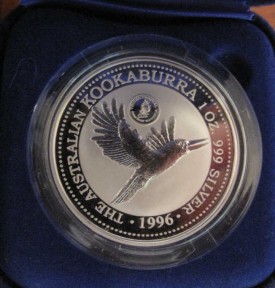 THE AUSTRALIAN KOOKABURRA 1 OZ. 999 SILVER
· 1996 ·